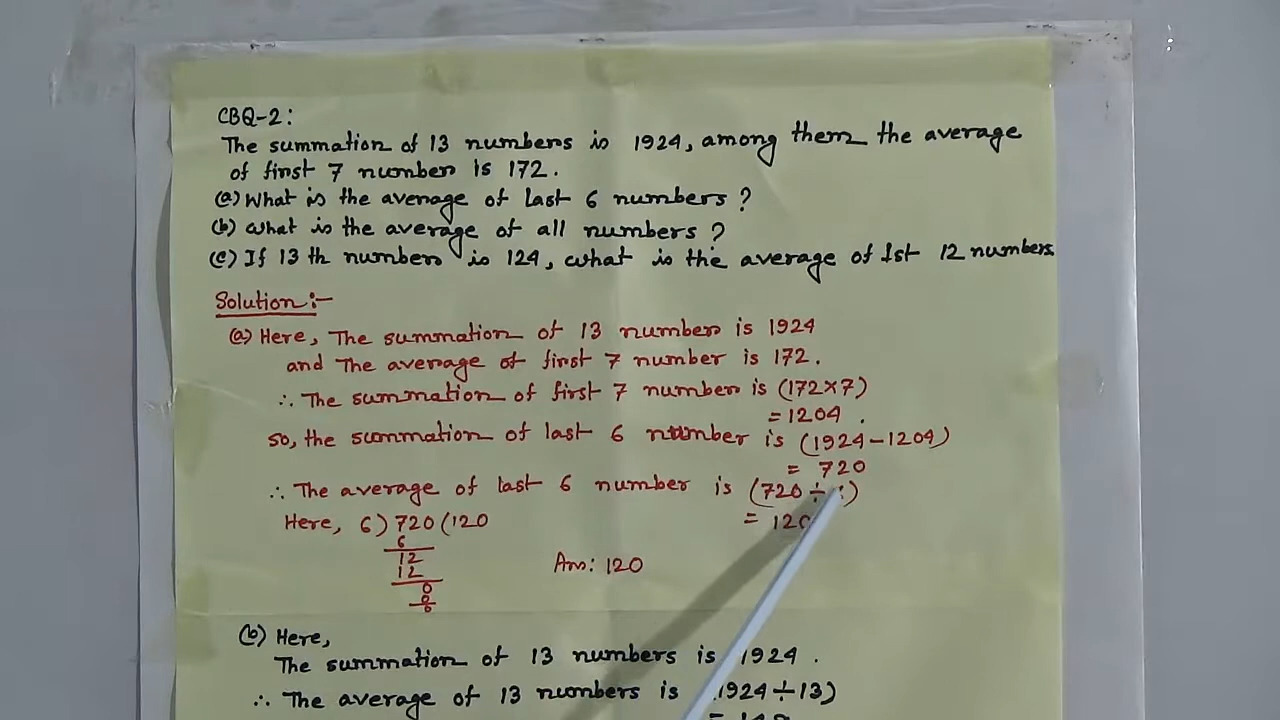 CBQ-2:
The summation of 13 numbers is 1924, among them the average
of first 7 number is 172.
(a) What is the average of last 6 numbers?
(b) what is the average of all numbers?
(c) If 13 th numbers is 124, what is the average of 1st 12 numbers.
Solution:-
(a) Here, The summation of 13 number is 1924
and The average of first 7 number is 172.
∴ The summation of first 7 number is (172×7)
= 1204.
so, the summation of last 6 number is (1924-1204)
= 720
∴ The average of last 6 number is (720÷ )
= 120
Here, 6) 720 (120
6
12
12
0
0
0
Ans: 120
(b) Here,
The summation of 13 numbers is 1924.
∴ The average of 13 numbers is 1924÷13)